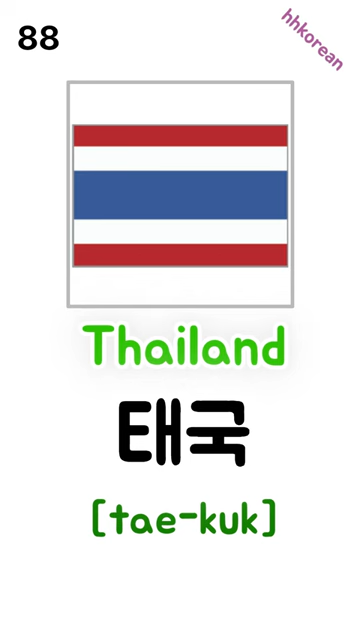 88
hhkorean
Thailand
태국
[tae-kuk]